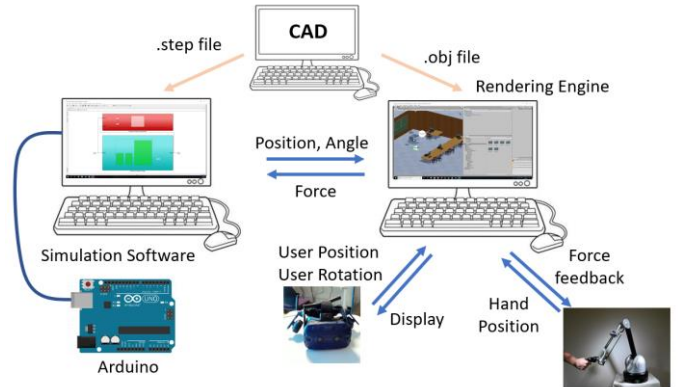 CAD
.step file
.obj file
Rendering Engine
Position, Angle
Force
Simulation Software
User Position
User Rotation
Force
feedback
Display
Hand
Position
UNO
Arduino